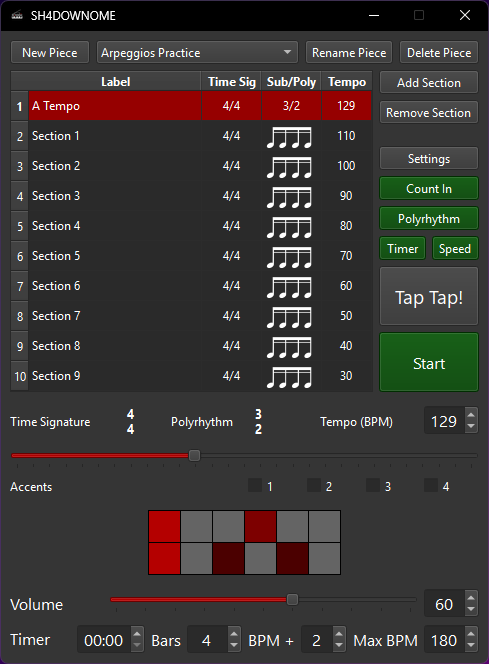 SH4DOWNOME
New Piece Arpeggios Practice Rename Piece Delete Piece
Label Time Sig Sub/Poly Tempo
1 A Tempo 4/4 3/2 129
2 Section 1 4/4 110
3 Section 2 4/4 100
4 Section 3 4/4 90
5 Section 4 4/4 80
6 Section 5 4/4 70
7 Section 6 4/4 60
8 Section 7 4/4 50
9 Section 8 4/4 40
10 Section 9 4/4 30
Add Section
Remove Section
Settings
Count In
Polyrhythm
Timer Speed
Tap Tap!
Start
Time Signature 4 4 Polyrhythm 3 2 Tempo (BPM) 129
Accents 1 2 3 4
Volume 60
Timer 00:00 Bars 4 BPM + 2 Max BPM 180